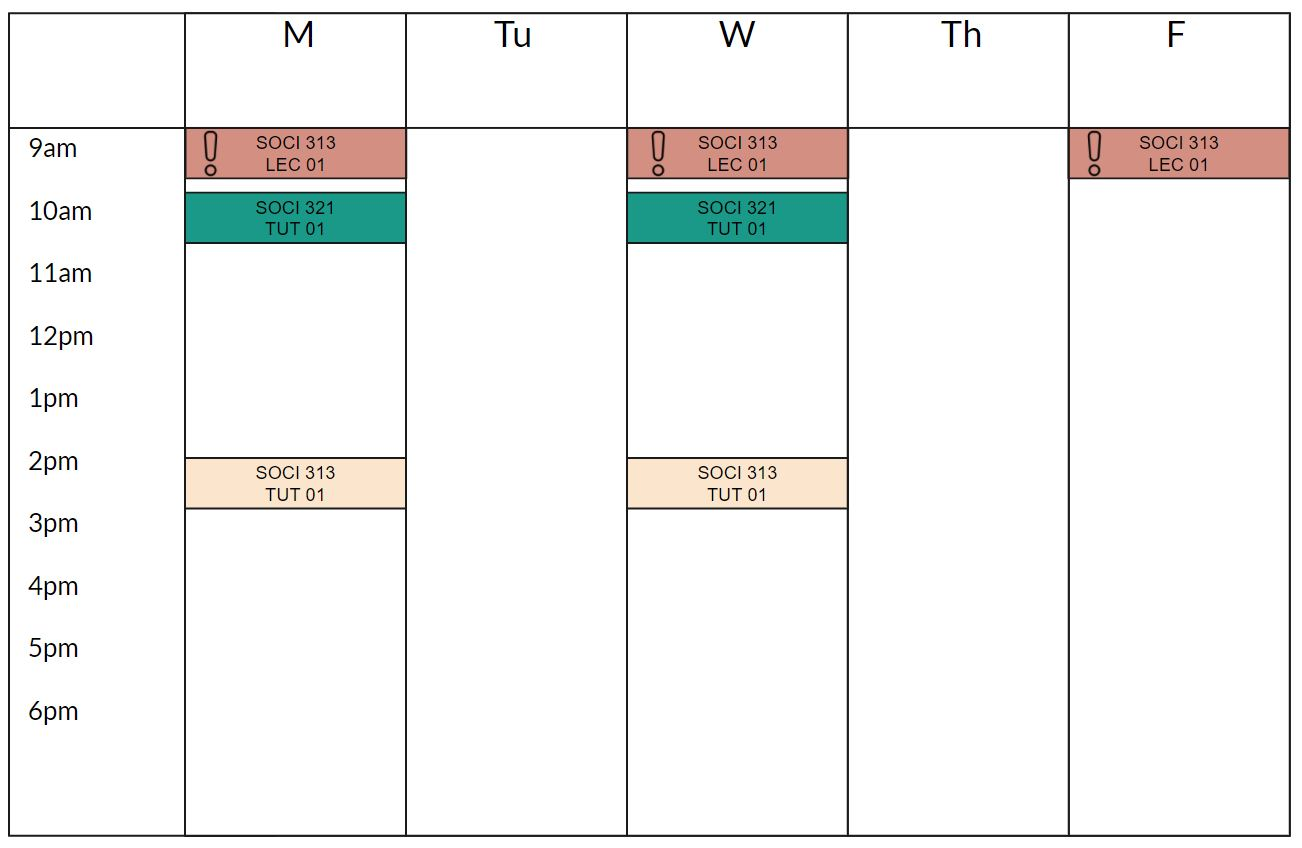 M Tu W Th F
9am
SOCI 313
LEC 01
SOCI 313
LEC 01
SOCI 313
LEC 01
10am
SOCI 321
TUT 01
SOCI 321
TUT 01
11am
12pm
1pm
2pm
SOCI 313
TUT 01
SOCI 313
TUT 01
3pm
4pm
5pm
6pm